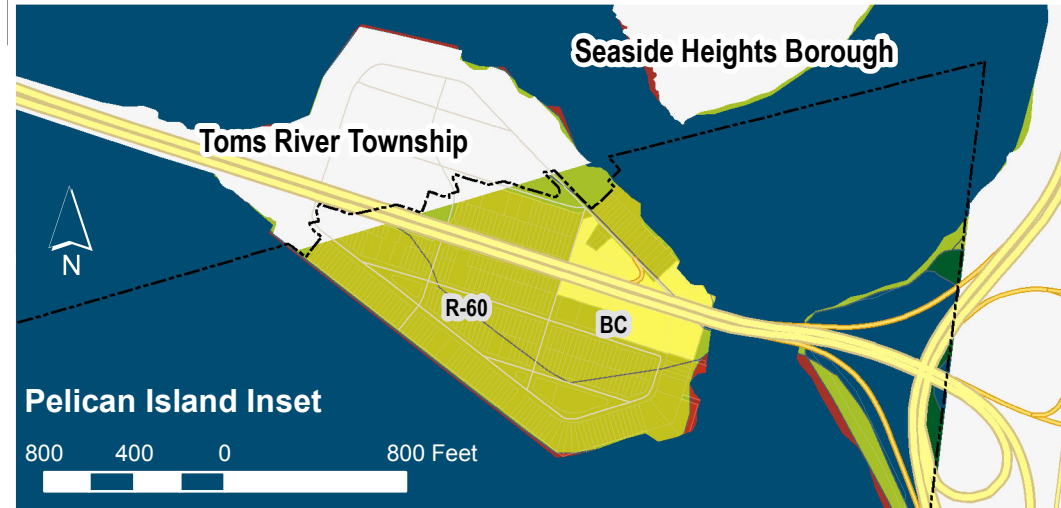 Seaside Heights Borough
Toms River Township
N
R-60
BC
Pelican Island Inset
800 400 0 800 Feet